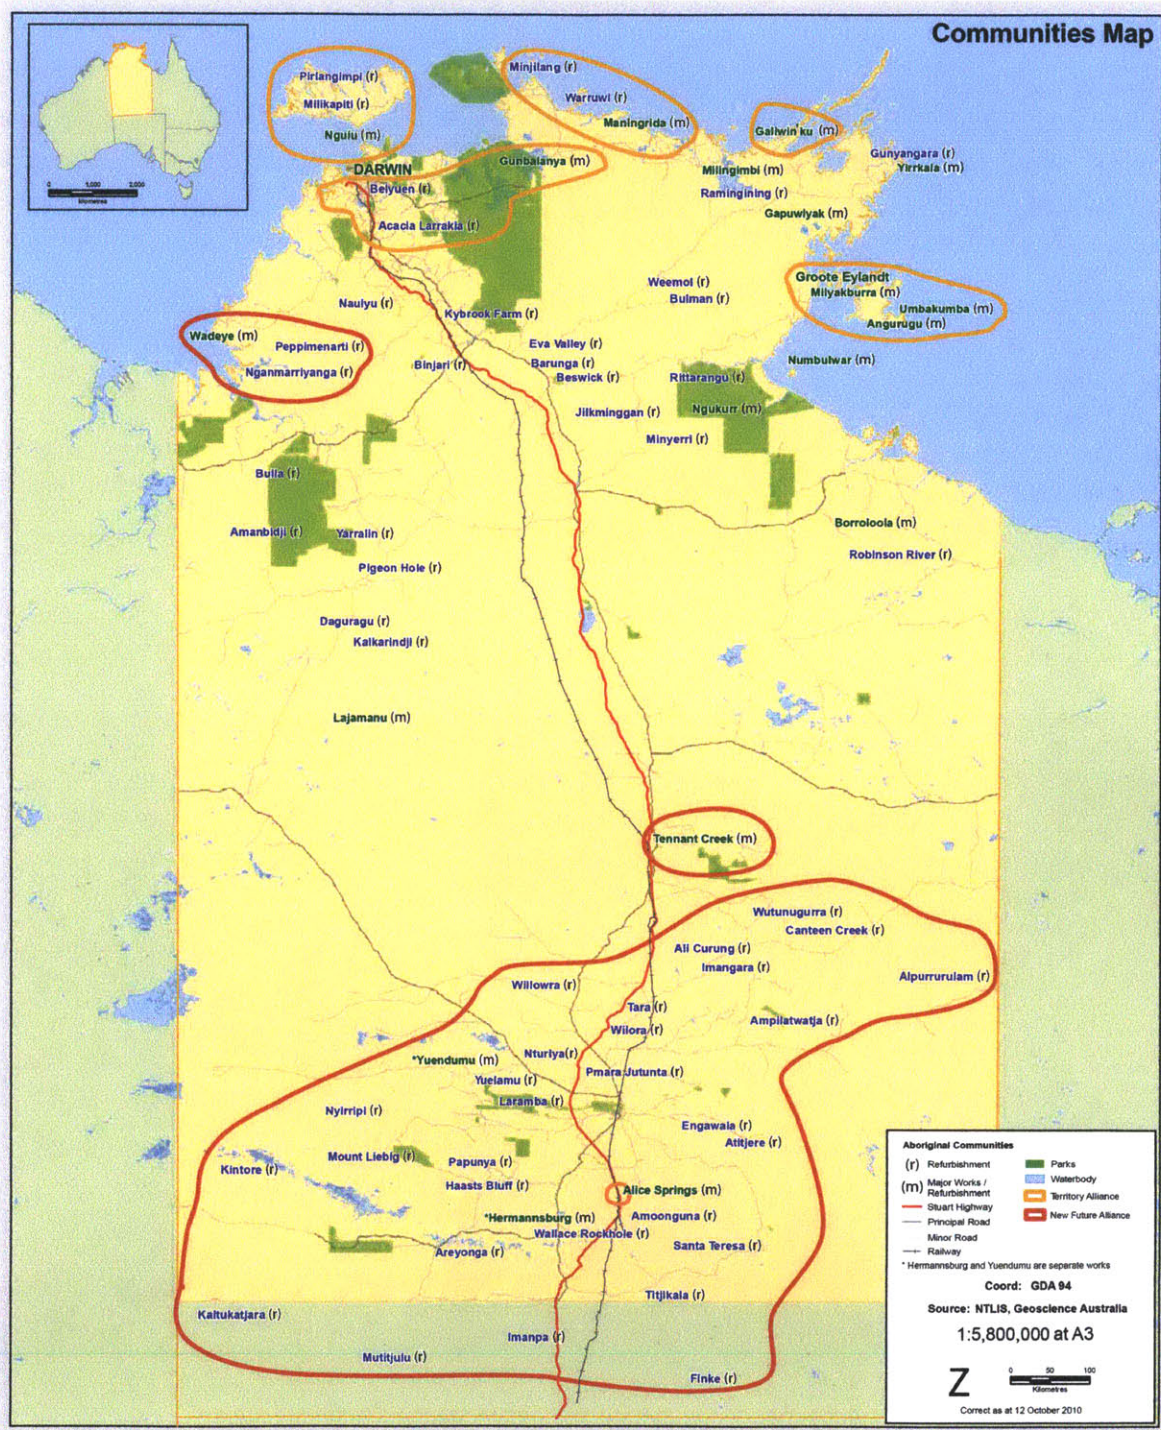 Communities Map
0 1,000 2,000
kilometres
Pirlangimpi (r)
Milikapiti (r)
Nguiu (m)
Minjilang (r)
Warruwi (r)
Maningrida (m)
Galiwin'ku (m)
Gunyangara (r)
Yirrkala (m)
DARWIN
Gunbalanya (m)
Belyuen (r)
Milingimbi (m)
Ramingining (r)
Gapuwiyak (m)
Acacia Larrakia (r)
Groote Eylandt
Milyakburra (m)
Umbakumba (m)
Angurugu (m)
Weemol (r)
Bulman (r)
Nauiyu (r)
Kybrook Farm (r)
Wadeye (m)
Peppimenarti (r)
Nganmarriyanga (r)
Eva Valley (r)
Barunga (r)
Beswick (r)
Binjari (r)
Numbulwar (m)
Rittarangu (r)
Ngukurr (m)
Jilkminggan (r)
Minyerri (r)
Bulla (r)
Amanbidji (r)
Yarralin (r)
Borroloola (m)
Robinson River (r)
Pigeon Hole (r)
Daguragu (r)
Kalkarindji (r)
Lajamanu (m)
Tennant Creek (m)
Wutunugurra (r)
Canteen Creek (r)
Ali Curung (r)
Imangara (r)
Alpurrurulam (r)
Willowra (r)
Tara (r)
Ampilatwatja (r)
Wilora (r)
Nturiya(r)
*Yuendumu (m)
Pmara Jutunta (r)
Yuelamu (r)
Laramba (r)
Nyirripi (r)
Engawala (r)
Atitjere (r)
Mount Liebig (r)
Papunya (r)
Kintore (r)
Haasts Bluff (r)
Alice Springs (m)
*Hermannsburg (m)
Amoonguna (r)
Wallace Rockhole (r)
Areyonga (r)
Santa Teresa (r)
Titjikala (r)
Kaltukatjara (r)
Imanpa (r)
Mutitjulu (r)
Finke (r)
Aboriginal Communities
(r) Refurbishment
(m) Major Works /
Refurbishment
Stuart Highway
Principal Road
Minor Road
Railway
Parks
Waterbody
Territory Alliance
New Future Alliance
* Hermannsburg and Yuendumu are separate works
Coord: GDA 94
Source: NTLIS, Geoscience Australia
1:5,800,000 at A3
Z
0 50 100
Kilometres
Correct as at 12 October 2010